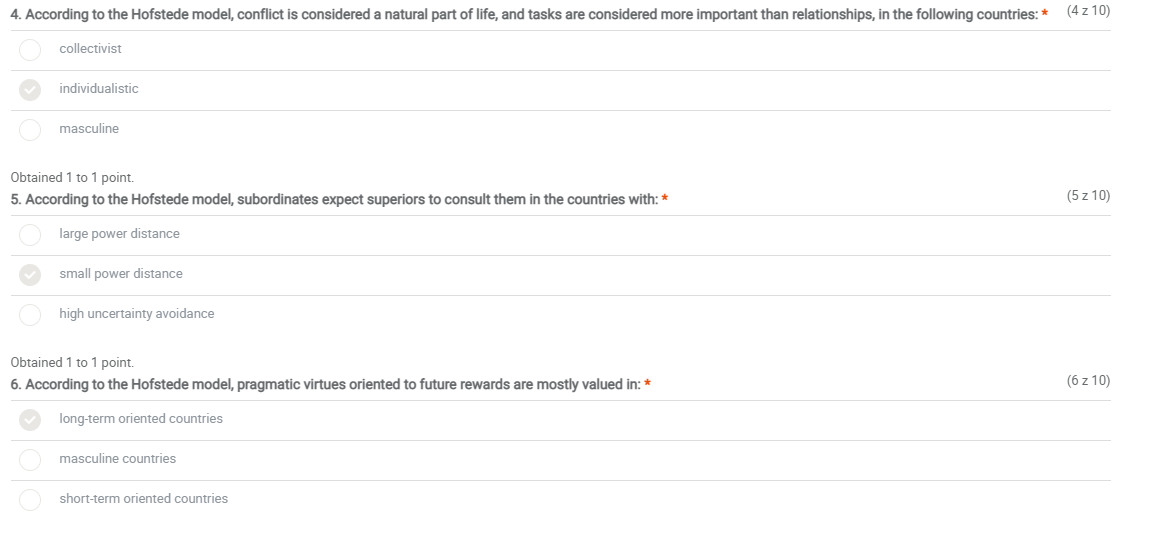 4. According to the Hofstede model, conflict is considered a natural part of life, and tasks are considered more important than relationships, in the following countries: * (4 z 10)
collectivist
individualistic
masculine
Obtained 1 to 1 point.
5. According to the Hofstede model, subordinates expect superiors to consult them in the countries with: * (5 z 10)
large power distance
small power distance
high uncertainty avoidance
Obtained 1 to 1 point.
6. According to the Hofstede model, pragmatic virtues oriented to future rewards are mostly valued in: * (6 z 10)
long-term oriented countries
masculine countries
short-term oriented countries